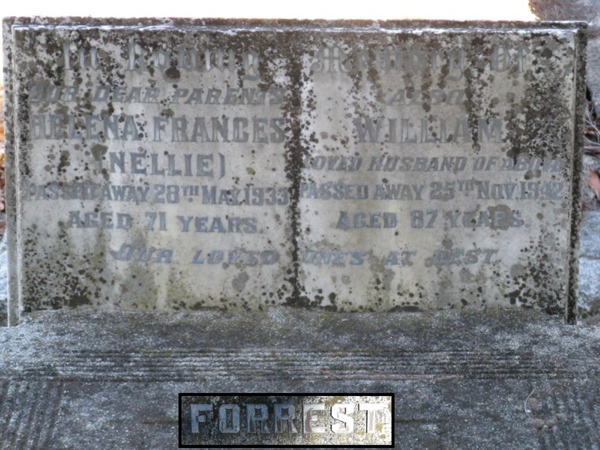 In Loving Memory of
OUR DEAR PARENTS
HELENA FRANCES
(NELLIE)
PASSED AWAY 28TH MAY, 1933
AGED 71 YEARS.
ALSO
WILLIAM
LOVED HUSBAND OF ABOVE
PASSED AWAY 25TH NOV. 1942
AGED 87 YEARS.
OUR LOVED ONES AT REST.
FORREST